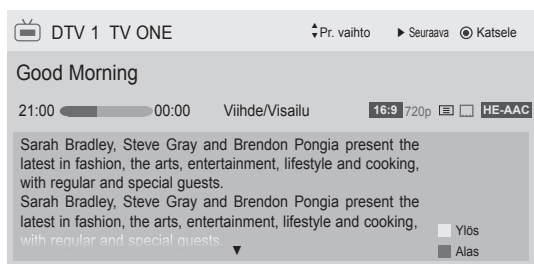 DTV 1 TV ONE Pr. vaihto Seuraava Katsele
Good Morning
21:00 00:00 Viihde/Visailu 16:9 720p HE-AAC
Sarah Bradley, Steve Gray and Brendon Pongia present the
latest in fashion, the arts, entertainment, lifestyle and cooking,
with regular and special guests.
Sarah Bradley, Steve Gray and Brendon Pongia present the
latest in fashion, the arts, entertainment, lifestyle and cooking,
with regular and special guests.
Ylös
Alas